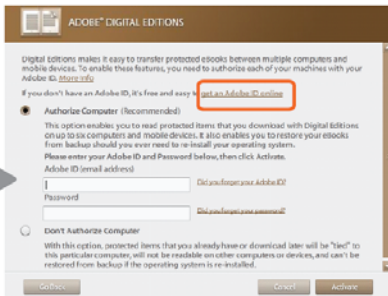 ADOBE® DIGITAL EDITIONS
Digital Editions makes it easy to transfer protected eBooks between multiple computers and
mobile devices. To enable these features, you need to authorize each of your machines with your
Adobe ID. More Info
If you don't have an Adobe ID, it's free and easy to get an Adobe ID online
Authorize Computer (Recommended)
This option enables you to read protected items that you download with Digital Editions
on up to six computers and mobile devices. It also enables you to restore your eBooks
from backup should you ever need to re-install your operating system.
Please enter your Adobe ID and Password below, then click Activate.
Adobe ID (email address)
Did you forget your Adobe ID?
Password
Did you forget your password?
Don't Authorize Computer
With this option, protected items that you already have or download later will be "tied" to
this particular computer, will not be readable on other computers or devices, and can't be
restored from backup if the operating system is re-installed.
Go Back
Cancel
Activate